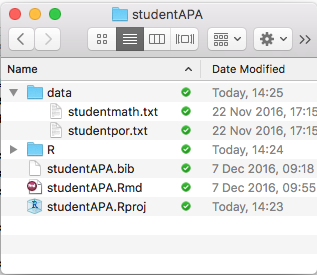 studentAPA
Name Date Modified
data Today, 14:25
studentmath.txt 22 Nov 2016, 17:15
studentpor.txt 22 Nov 2016, 17:15
R Today, 14:24
studentAPA.bib 7 Dec 2016, 09:18
studentAPA.Rmd 7 Dec 2016, 09:55
studentAPA.Rproj Today, 14:23